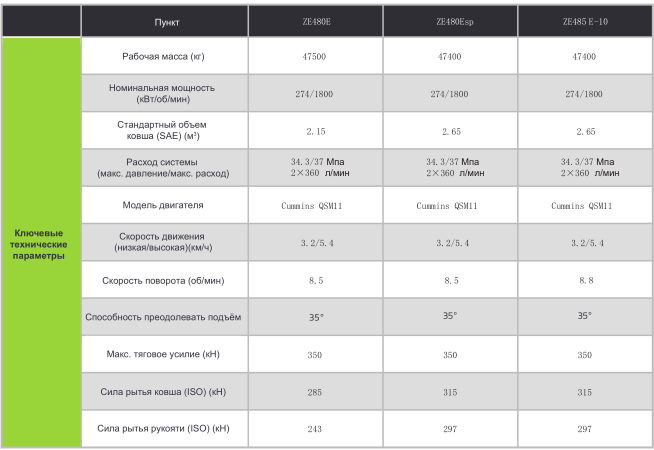 Пункт ZE480E ZE480Esp ZE485E-10
Рабочая масса (кг) 47500 47400 47400
Номинальная мощность
(кВт/об/мин) 274/1800 274/1800 274/1800
Стандартный объем
ковша (SAE) (м³) 2.15 2.65 2.65
Расход системы 34.3/37 Мпа 34.3/37 Мпа 34.3/37 Мпа
(макс. давление/макс. расход) 2×360 л/мин 2×360 л/мин 2×360 л/мин
Модель двигателя Cummins QSM11 Cummins QSM11 Cummins QSM11
Ключевые
технические
параметры
Скорость движения
(низкая/высокая)(км/ч) 3.2/5.4 3.2/5.4 3.2/5.4
Скорость поворота (об/мин) 8.5 8.5 8.8
Способность преодолевать подъём 35° 35° 35°
Макс. тяговое усилие (кН) 350 350 350
Сила рытья ковша (ISO) (кН) 285 315 315
Сила рытья рукояти (ISO) (кН) 243 297 297